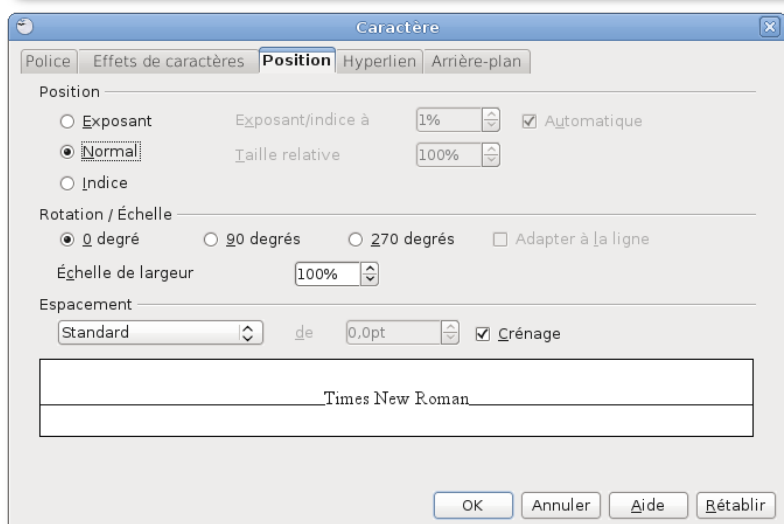 Caractère
Police Effets de caractères Position Hyperlien Arrière-plan
Position
Exposant Exposant/indice à 1% Automatique
Normal Taille relative 100%
Indice
Rotation / Échelle
0 degré 90 degrés 270 degrés Adapter à la ligne
Échelle de largeur 100%
Espacement
Standard de 0,0pt Crénage
Times New Roman
OK Annuler Aide Rétablir